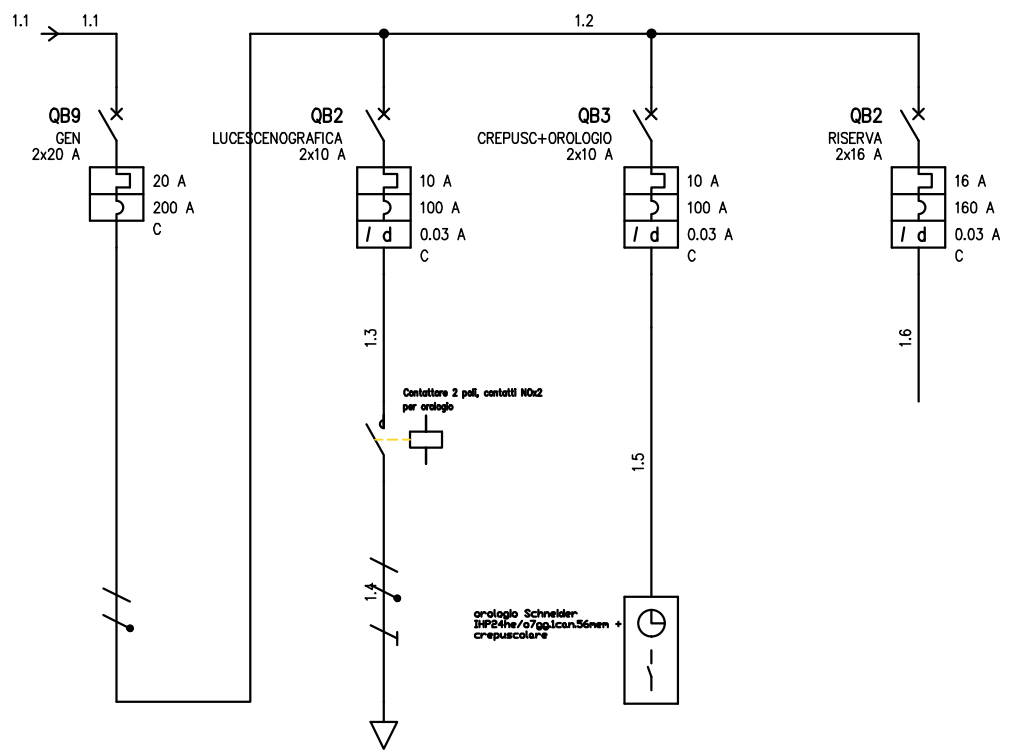 1.1
1.1
1.2
QB9
GEN
2x20 A
20 A
200 A
C
QB2
LUCESCENOGRAFICA
2x10 A
10 A
100 A
I d
0.03 A
C
QB3
CREPUSC+OROLOGIO
2x10 A
10 A
100 A
I d
0.03 A
C
QB2
RISERVA
2x16 A
16 A
160 A
I d
0.03 A
C
1.3
Contattore 2 poli, contatti NOx2
per orologio
1.4
1.5
orologio Schneider
IHP24he/o7gg.1can.56mem +
crepuscolare
1.6